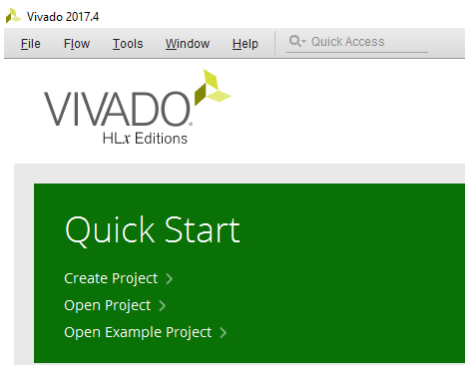 Vivado 2017.4
File Flow Tools Window Help Quick Access
VIVADO.
HLx Editions
Quick Start
Create Project >
Open Project >
Open Example Project >